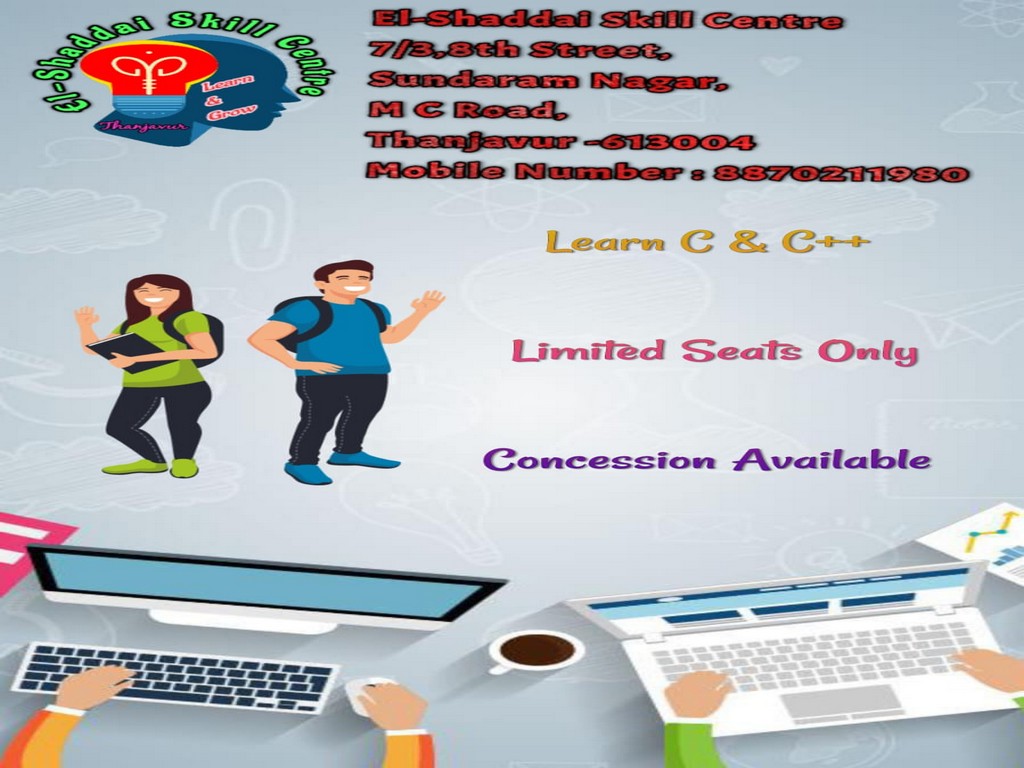 El-Shaddai Skill Centre
Learn
&
Grow
Thanjavur
El-Shaddai Skill Centre
7/3,8th Street,
Sundaram Nagar,
M C Road,
Thanjavur -613004
Mobile Number : 8870211980
Learn C & C++
Limited Seats Only
Concession Available